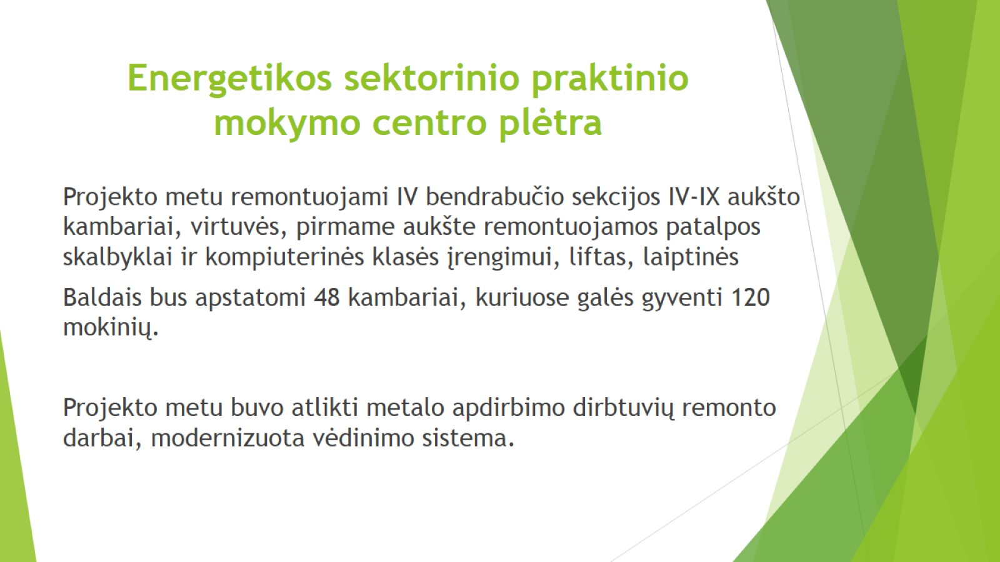 Energetikos sektorinio praktinio
mokymo centro plėtra
Projekto metu remontuojami IV bendrabučio sekcijos IV-IX aukšto
kambariai, virtuvės, pirmame aukšte remontuojamos patalpos
skalbyklai ir kompiuterinės klasės įrengimui, liftas, laiptinės
Baldais bus apstatomi 48 kambariai, kuriuose galės gyventi 120
mokinių.
Projekto metu buvo atlikti metalo apdirbimo dirbtuvių remonto
darbai, modernizuota vėdinimo sistema.